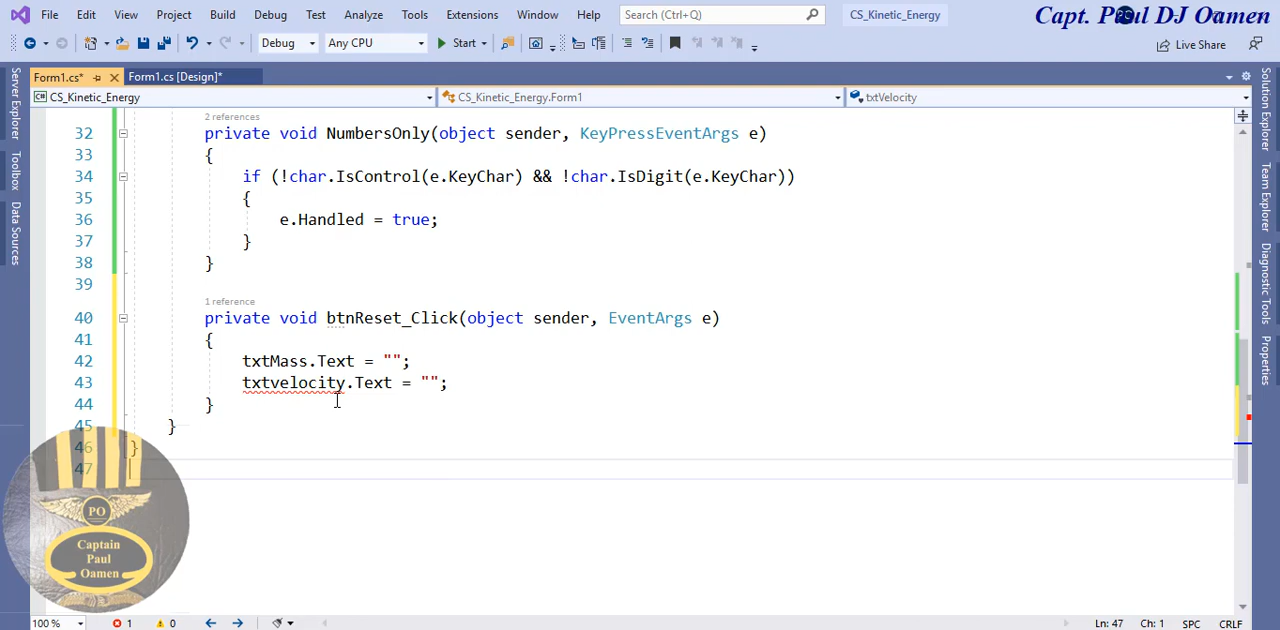 File Edit View Project Build Debug Test Analyze Tools Extensions Window Help Search (Ctrl+Q) CS_Kinetic_Energy
Capt. Paul DJ Oamen
Debug Any CPU Start Live Share
Form1.cs* Form1.cs [Design]*
CS_Kinetic_Energy CS_Kinetic_Energy.Form1 txtVelocity
Server Explorer
Toolbox
Data Sources
2 references
32 private void NumbersOnly(object sender, KeyPressEventArgs e)
33 {
34 if (!char.IsControl(e.KeyChar) && !char.IsDigit(e.KeyChar))
35 {
36 e.Handled = true;
37 }
38 }
39
1 reference
40 private void btnReset_Click(object sender, EventArgs e)
41 {
42 txtMass.Text = "";
43 txtvelocity.Text = "";
44 }
45 }
46 }
47
PO
Captain
Paul
Oamen
Solution Explorer
Team Explorer
Diagnostic Tools
Properties
100 % 1 0 Ln: 47 Ch: 1 SPC CRLF